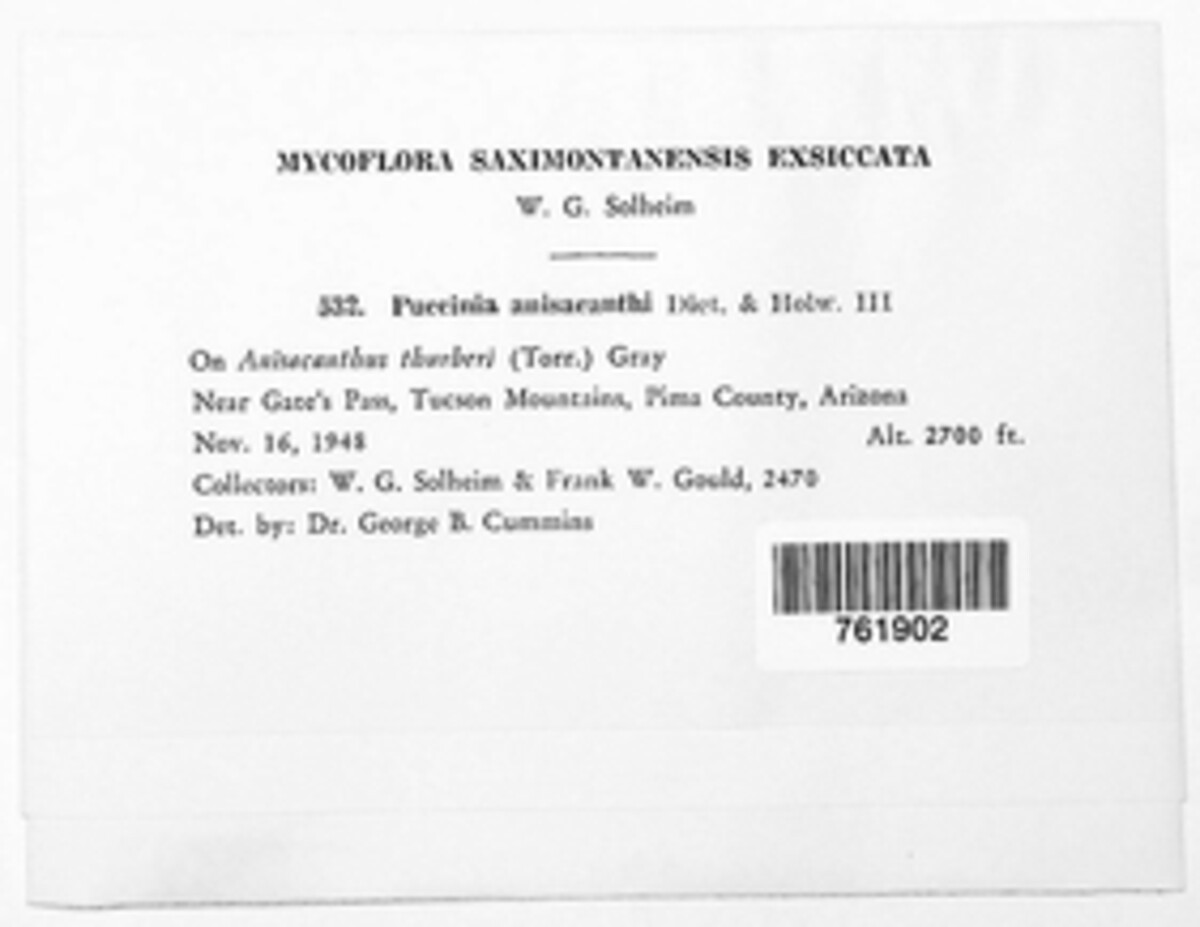 MYCOFLORA SAXIMONTANENSIS EXSICCATA
W. G. Solheim
532. Puccinia anisacanthi Diet. & Holw. III
On Anisacanthus thurberi (Torr.) Gray
Near Gate's Pass, Tucson Mountains, Pima County, Arizona
Nov. 16, 1948 Alt. 2700 ft.
Collectors: W. G. Solheim & Frank W. Gould, 2470
Det. by: Dr. George B. Cummins
761902